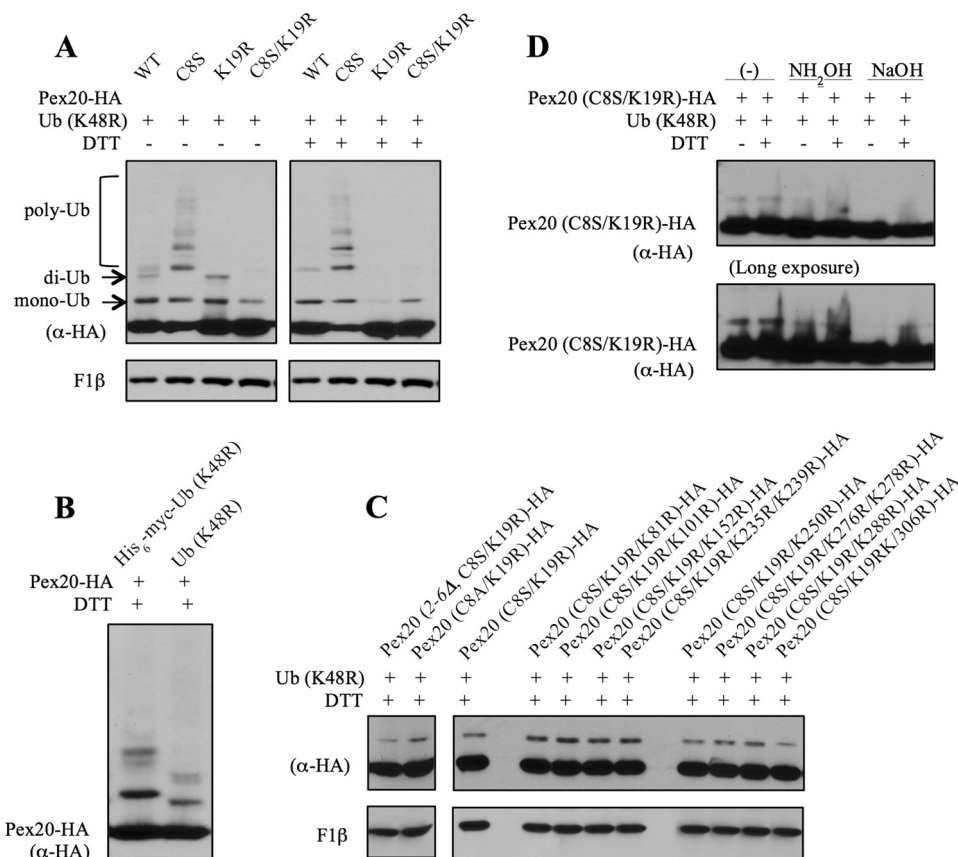 A
WT
C8S
K19R
C8S/K19R
WT
C8S
K19R
C8S/K19R
Pex20-HA
Ub (K48R) + + + + + + + +
DTT - - - - + + + +
poly-Ub
di-Ub
mono-Ub
(α-HA)
F1β
D
(-) NH2OH NaOH
Pex20 (C8S/K19R)-HA + + + + + +
Ub (K48R) + + + + + +
DTT - + - + - +
Pex20 (C8S/K19R)-HA
(α-HA)
(Long exposure)
Pex20 (C8S/K19R)-HA
(α-HA)
B
His6-myc-Ub (K48R)
Ub (K48R)
Pex20-HA + +
DTT + +
Pex20-HA
(α-HA)
C
Pex20 (2-6Δ, C8S/K19R)-HA
Pex20 (C8A/K19R)-HA
Pex20 (C8S/K19R)-HA
Pex20 (C8S/K19R/K81R)-HA
Pex20 (C8S/K19R/K101R)-HA
Pex20 (C8S/K19R/K152R)-HA
Pex20 (C8S/K19R/K235R/K239R)-HA
Pex20 (C8S/K19R/K250R)-HA
Pex20 (C8S/K19R/K276R/K278R)-HA
Pex20 (C8S/K19R/K288R)-HA
Pex20 (C8S/K19RK/306R)-HA
Ub (K48R) + + + + + + + + + + +
DTT + + + + + + + + + + +
(α-HA)
F1β